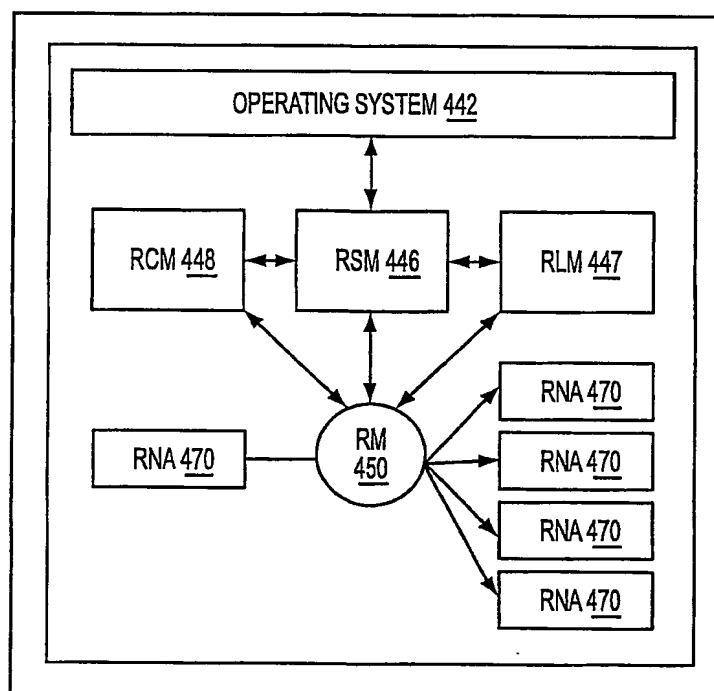 OPERATING SYSTEM 442
RCM 448
RSM 446
RLM 447
RM
450
RNA 470
RNA 470
RNA 470
RNA 470
RNA 470